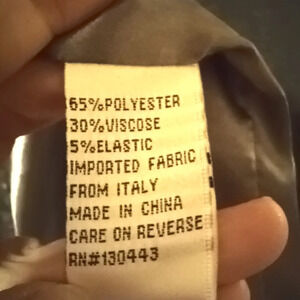 65%POLYESTER
30%VISCOSE
5%ELASTIC
IMPORTED FABRIC
FROM ITALY
MADE IN CHINA
CARE ON REVERSE
RN#130443